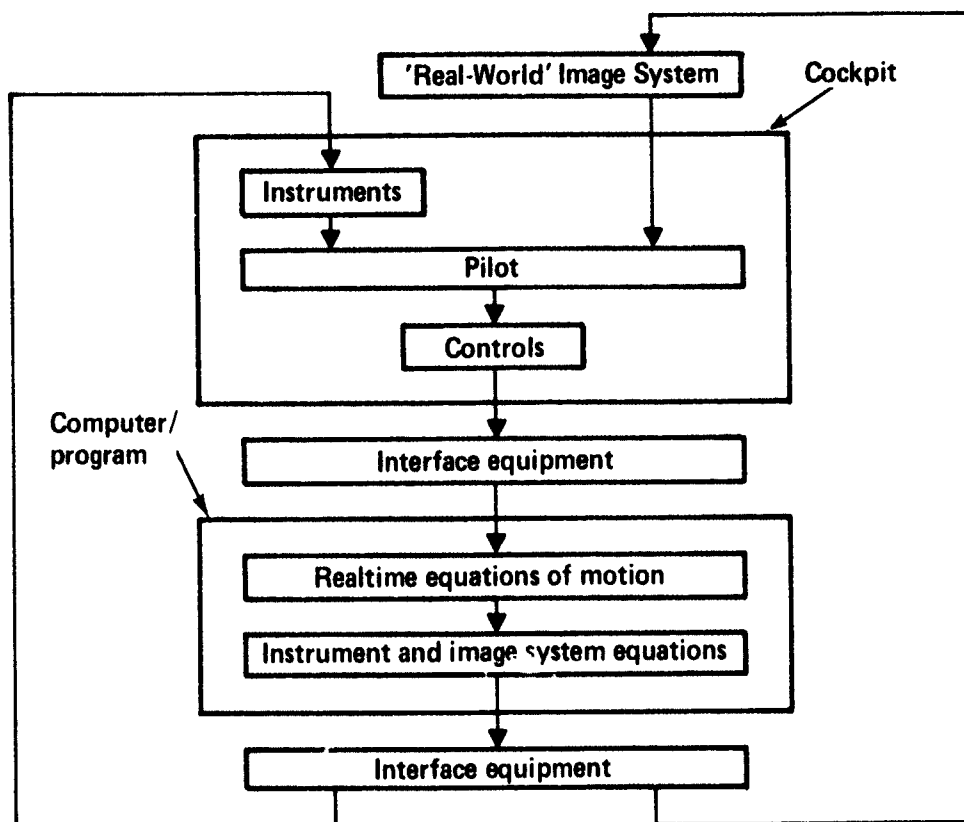 'Real-World' Image System
Cockpit
Instruments
Pilot
Controls
Computer/
program
Interface equipment
Realtime equations of motion
Instrument and image system equations
Interface equipment